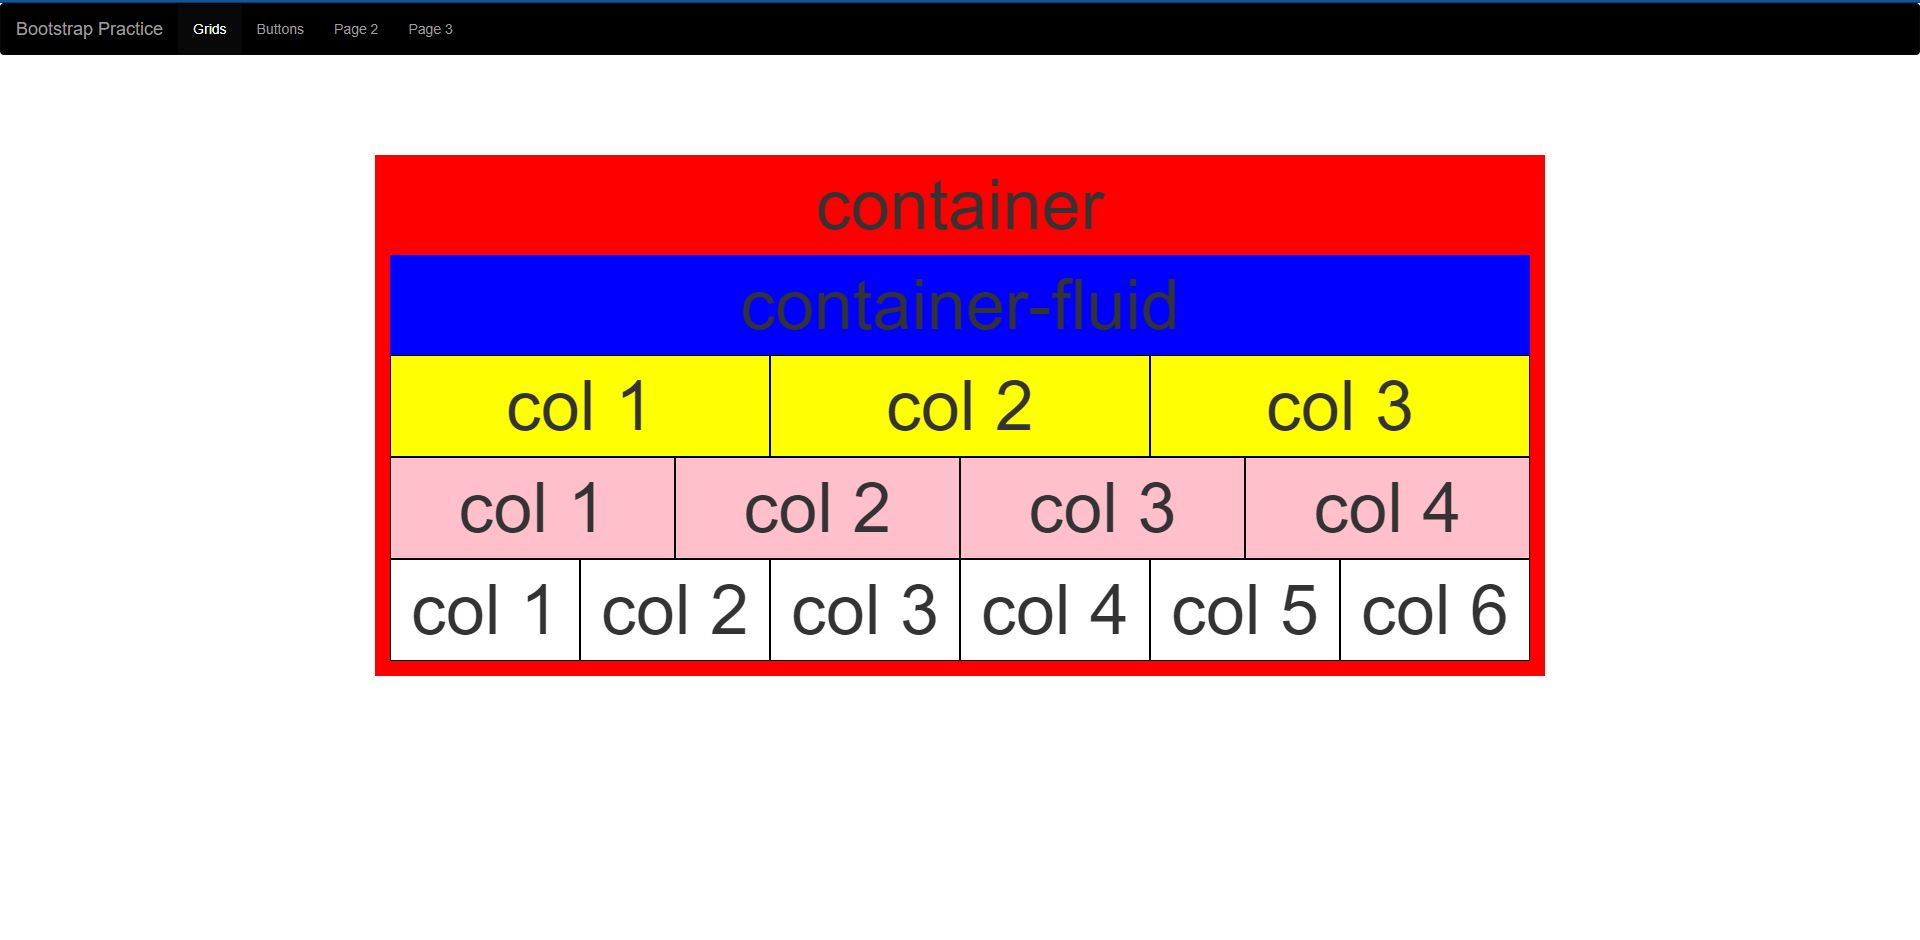 Bootstrap Practice Grids Buttons Page 2 Page 3
container
container-fluid
col 1 col 2 col 3
col 1 col 2 col 3 col 4
col 1 col 2 col 3 col 4 col 5 col 6